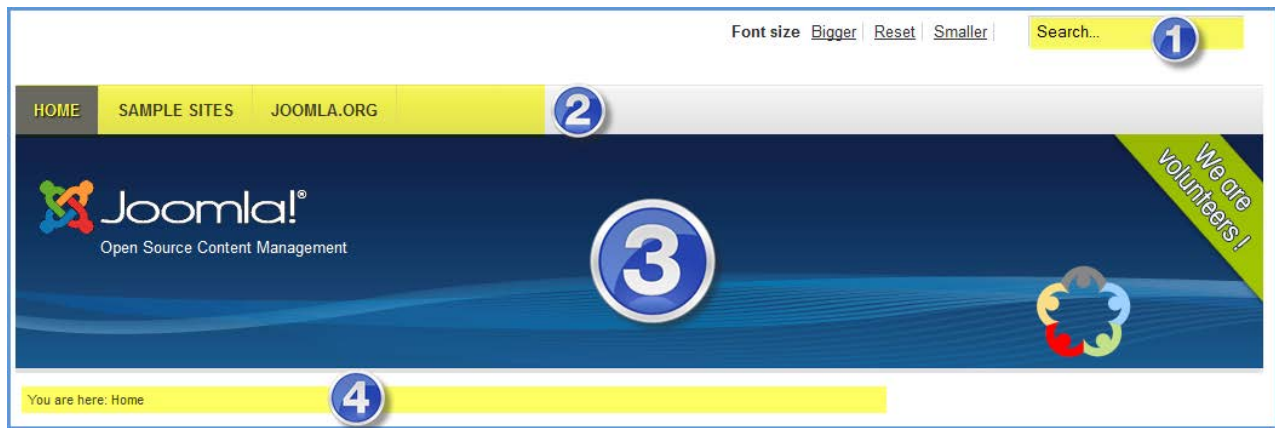 Font size Bigger Reset Smaller Search... 1
HOME SAMPLE SITES JOOMLA.ORG 2
We are
volunteers!
Joomla!®
Open Source Content Management
3
You are here: Home 4